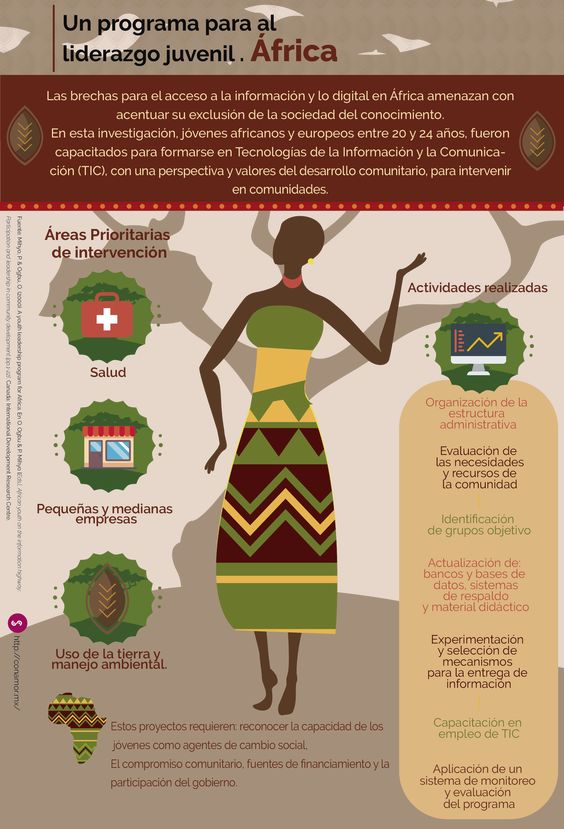 Un programa para al
liderazgo juvenil . África
Las brechas para el acceso a la información y lo digital en África amenazan con
acentuar su exclusión de la sociedad del conocimiento.
En esta investigación, jóvenes africanos y europeos entre 20 y 24 años, fueron
capacitados para formarse en Tecnologías de la Información y la Comunica-
ción (TIC), con una perspectiva y valores del desarrollo comunitario, para intervenir
en comunidades.
Áreas Prioritarias
de intervención
Salud
Pequeñas y medianas
empresas
Uso de la tierra y
manejo ambiental.
Actividades realizadas
Organización de la
estructura
administrativa
Evaluación de
las necesidades
y recursos de
la comunidad
Identificación
de grupos objetivo
Actualización de:
bancos y bases de
datos, sistemas
de respaldo
y material didáctico
Experimentación
y selección de
mecanismos
para la entrega de
información
Capacitación en
empleo de TIC
Aplicación de un
sistema de monitoreo
y evaluación
del programa
Estos proyectos requieren: reconocer la capacidad de los
jóvenes como agentes de cambio social.
El compromiso comunitario, fuentes de financiamiento y la
participación del gobierno.
Fuente: Mihyo, P. & Ogbu, O. (2000). A youth leadership program for Africa. En O. Ogbu & P. Mihyo (Eds.), African youth on the information highway.
Participation and leadership in community development (pp 1-22). Canadá: International Development Research Centre.
http://conamor.mx/